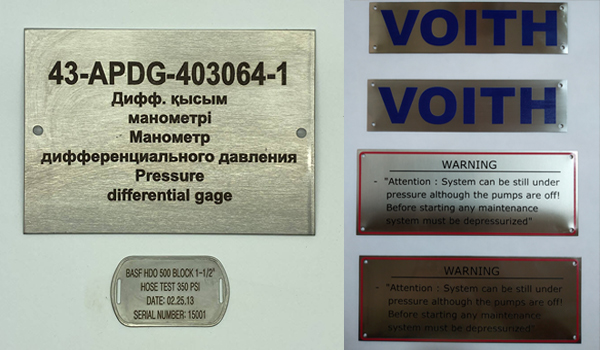 43-APDG-403064-1
Дифф. қысым
манометрі
Манометр
дифференциального давления
Pressure
differential gage
BASF HDO 500 BLOCK 1-1/2"
HOSE TEST 350 PSI
DATE: 02.25.13
SERIAL NUMBER: 15001
VOITH
VOITH
WARNING
- "Attention : System can be still under
pressure although the pumps are off!
Before starting any maintenance
system must be depressurized"
WARNING
- "Attention : System can be still under
pressure although the pumps are off!
Before starting any maintenance
system must be depressurized"